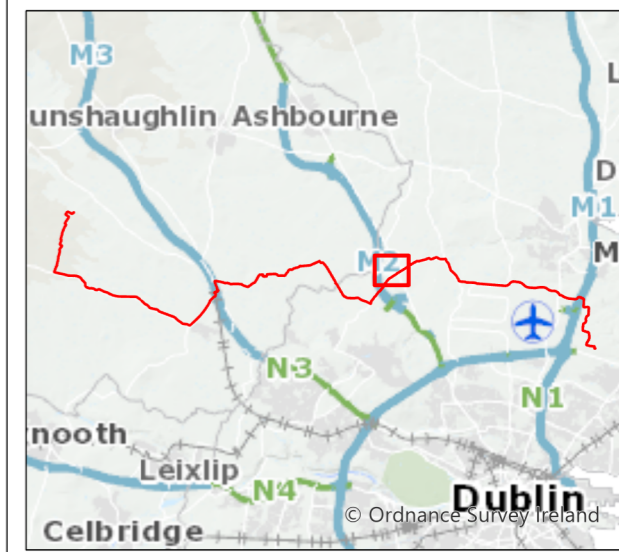 M3
unshaughlin Ashbourne
L
D
M1
M
M2
N3
N1
nooth
Leixlip
N4
Dublin
© Ordnance Survey Ireland
Celbridge